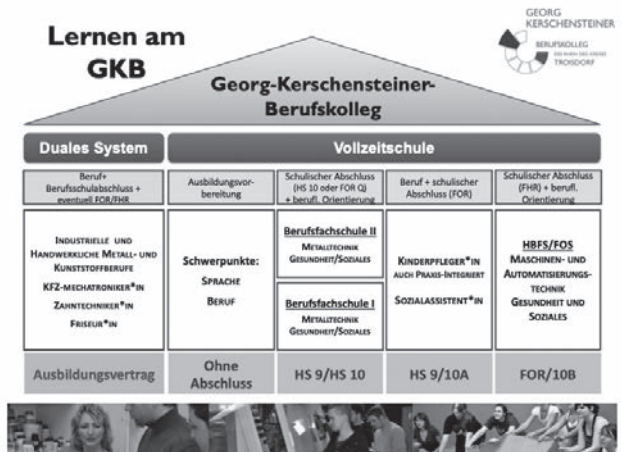 Lernen am
GKB
GEORG
KERSCHENSTEINER
BERUFSKOLLEG
TROISDORF
Georg-Kerschensteiner-
Berufskolleg
Duales System
Vollzeitschule
Beruf+
Berufsschulabschluss +
eventuell FOR/FHR
Ausbildungsvor-
bereitung
Schulischer Abschluss
(HS 10 oder FOR Q)
+ berufl. Orientierung
Beruf + schulischer
Abschluss (FOR)
Schulischer Abschluss
(FHR) + berufl.
Orientierung
INDUSTRIELLE UND
HANDWERKLICHE METALL- UND
KUNSTSTOFFBERUFE
KFZ-MECHATRONIKER*IN
ZAHNTECHNIKER*IN
FRISEUR*IN
Schwerpunkte:
SPRACHE
BERUF
Berufsfachschule II
METALLTECHNIK
GESUNDHEIT/SOZIALES
Berufsfachschule I
METALLTECHNIK
GESUNDHEIT/SOZIALES
KINDERPFLEGER*IN
AUCH PRAXIS-INTEGRIERT
SOZIALASSISTENT*IN
HBFS/FOS
MASCHINEN- UND
AUTOMATISIERUNGS-
TECHNIK
GESUNDHEIT UND
SOZIALES
Ausbildungsvertrag
Ohne
Abschluss
HS 9/HS 10
HS 9/10A
FOR/10B